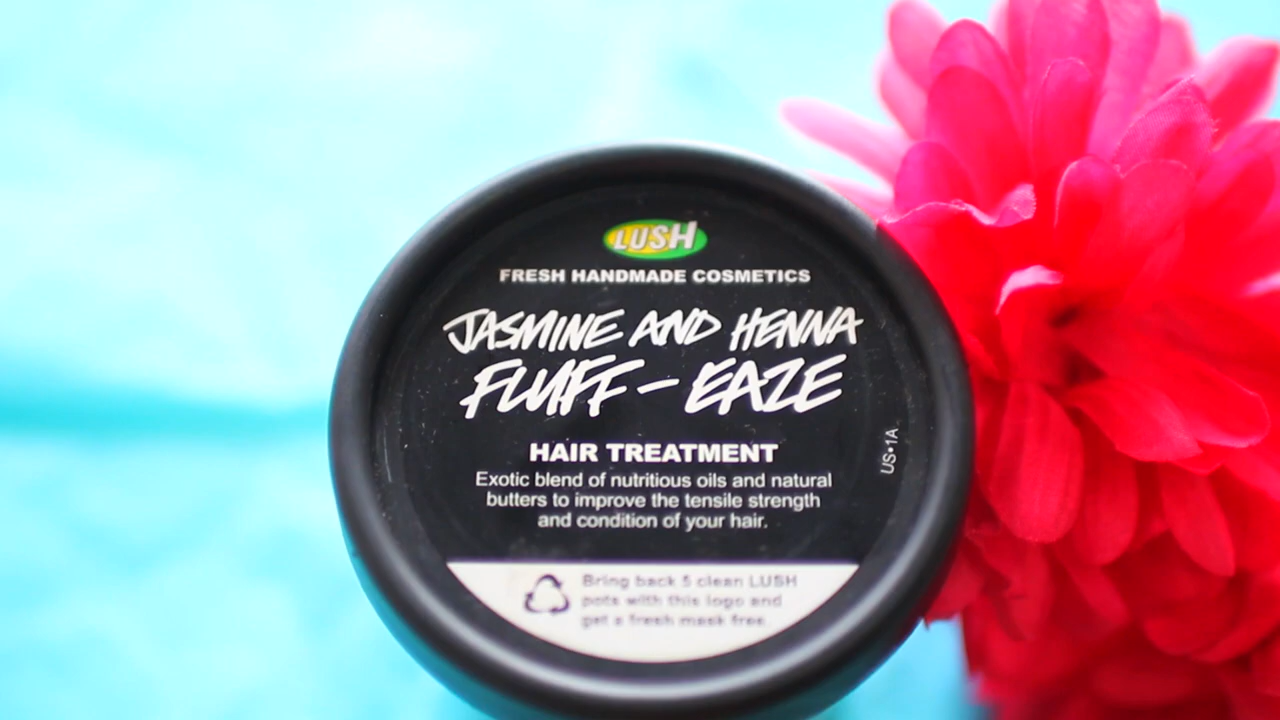 LUSH
FRESH HANDMADE COSMETICS
JASMINE AND HENNA
FLUFF - EAZE
HAIR TREATMENT
Exotic blend of nutritious oils and natural
butters to improve the tensile strength
and condition of your hair.
US•1A
Bring back 5 clean LUSH
pots with this logo and
get a fresh mask free.